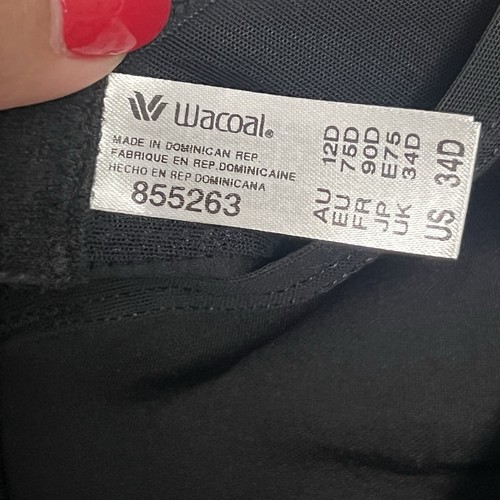 Wacoal®
MADE IN DOMINICAN REP.
FABRIQUE EN REP.DOMINICAINE
HECHO EN REP.DOMINICANA
855263
AU 12D
EU 75D
FR 90D
JP E75
UK 34D
US 34D